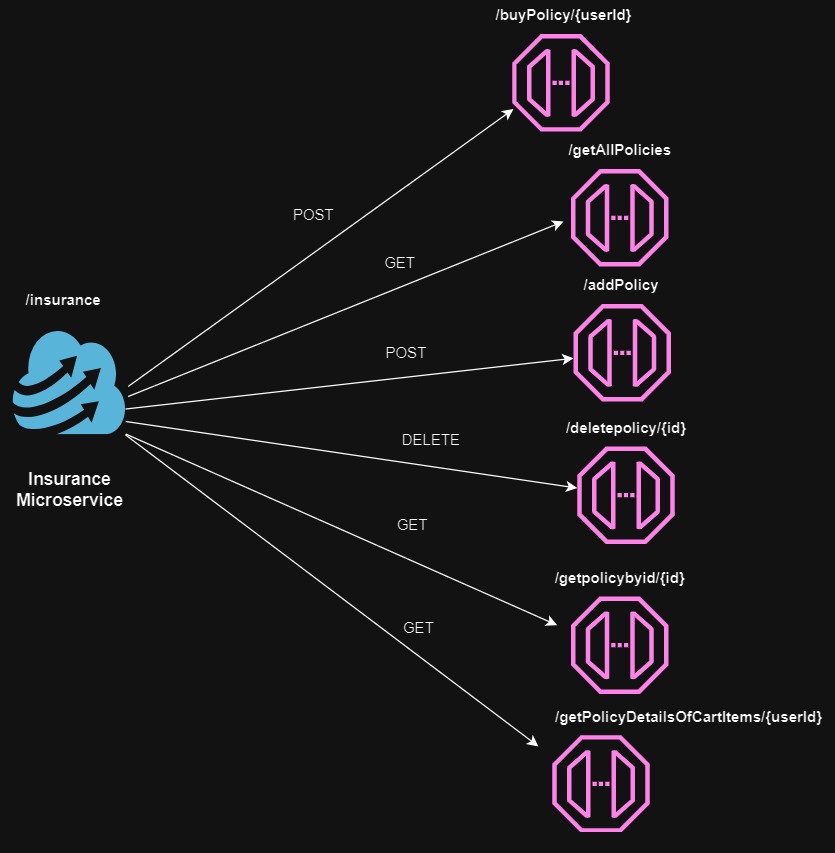 /buyPolicy/{userId}
/getAllPolicies
POST
GET
/addPolicy
/insurance
POST
/deletepolicy/{id}
DELETE
Insurance
Microservice
GET
/getpolicybyid/{id}
GET
/getPolicyDetailsOfCartItems/{userId}